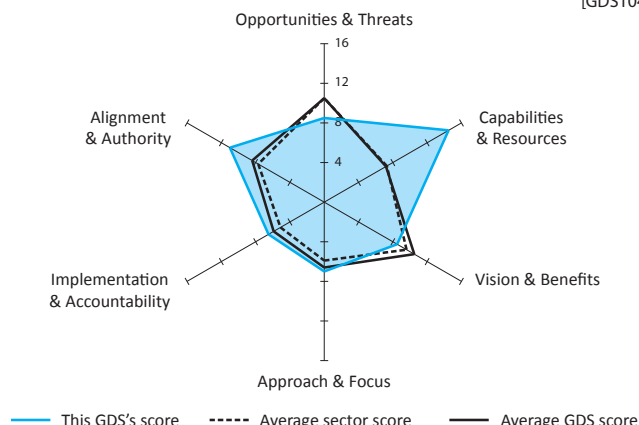 [GDS104
Opportunities & Threats
16
12
8
4
Capabilities
& Resources
Alignment
& Authority
Implementation
& Accountability
Vision & Benefits
Approach & Focus
This GDS's score
Average sector score
Average GDS score